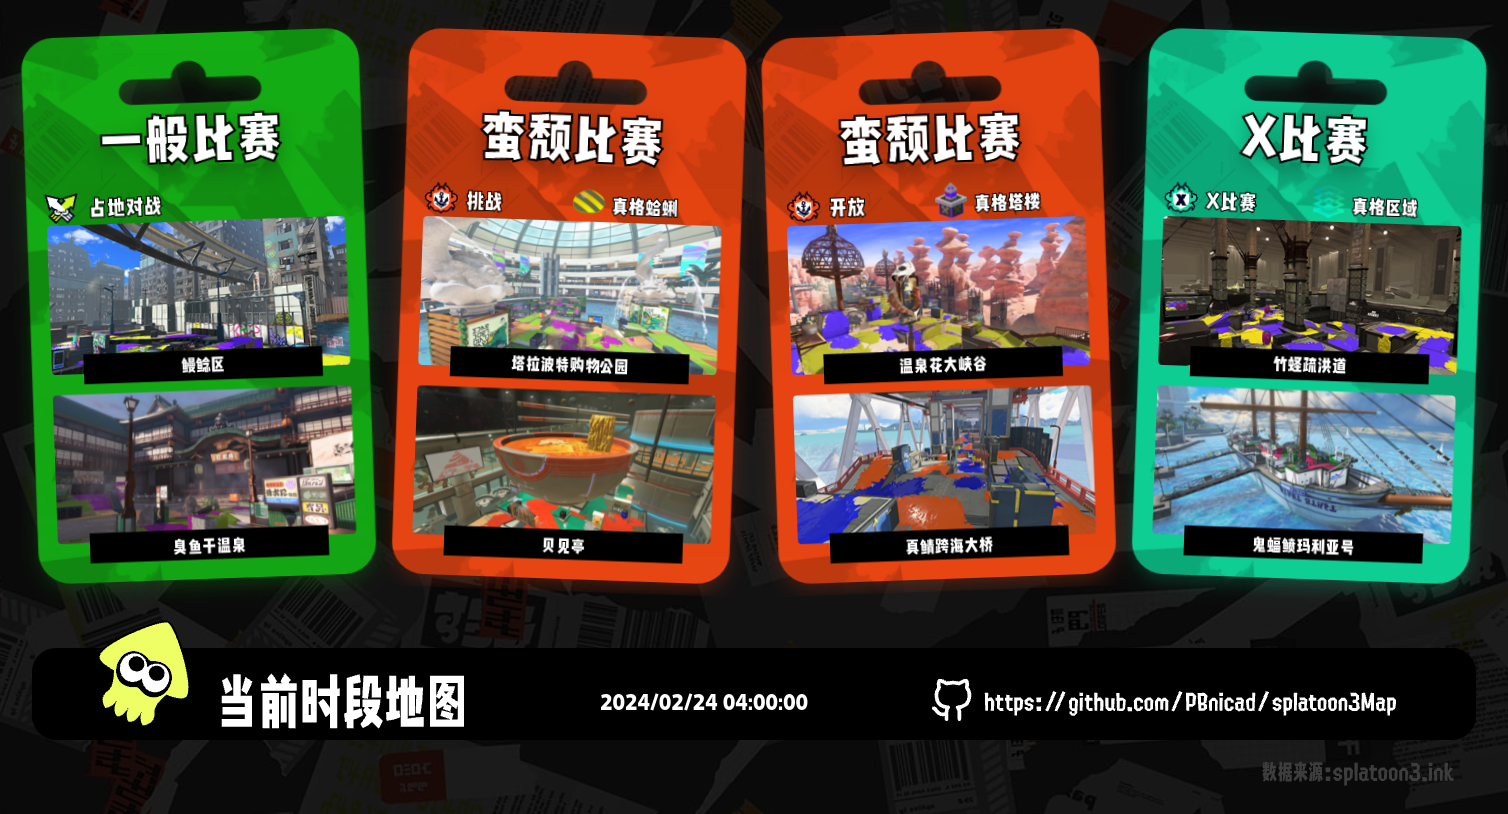 一般比赛
占地对战
鳗鲶区
臭鱼干温泉
蛮颓比赛
挑战
真格蛤蜊
塔拉波特购物公园
贝见亭
蛮颓比赛
开放
真格塔楼
温泉花大峡谷
真鲭跨海大桥
X比赛
X比赛
真格区域
竹蛏疏洪道
鬼蝠鲼玛利亚号
当前时段地图
2024/02/24 04:00:00
https://github.com/PBnicad/splatoon3Map
数据来源:splatoon3.ink